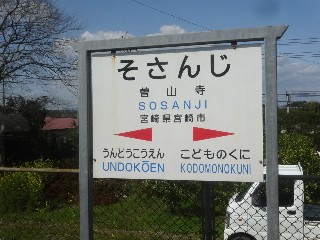 そさんじ
曽山寺
SOSANJI
宮崎県宮崎市
うんどうこうえん こどものくに
UNDOKŌEN KODOMONOKUNI